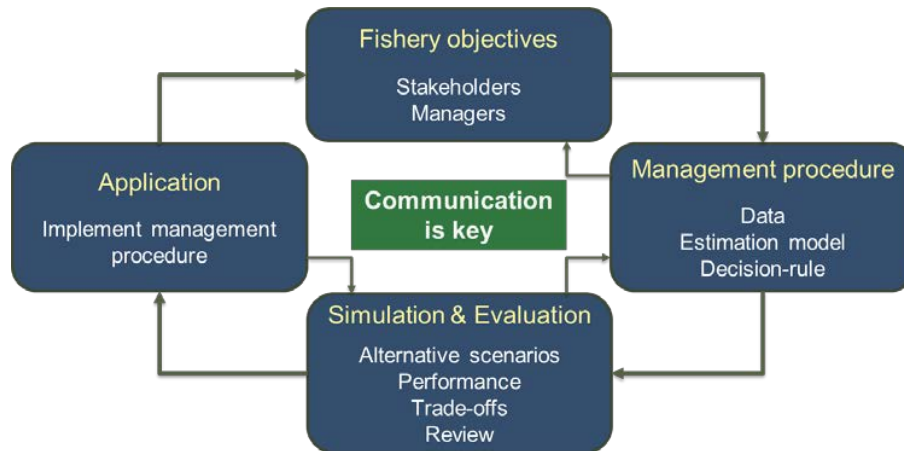 Fishery objectives
Stakeholders
Managers
Application
Implement management
procedure
Communication
is key
Management procedure
Data
Estimation model
Decision-rule
Simulation & Evaluation
Alternative scenarios
Performance
Trade-offs
Review